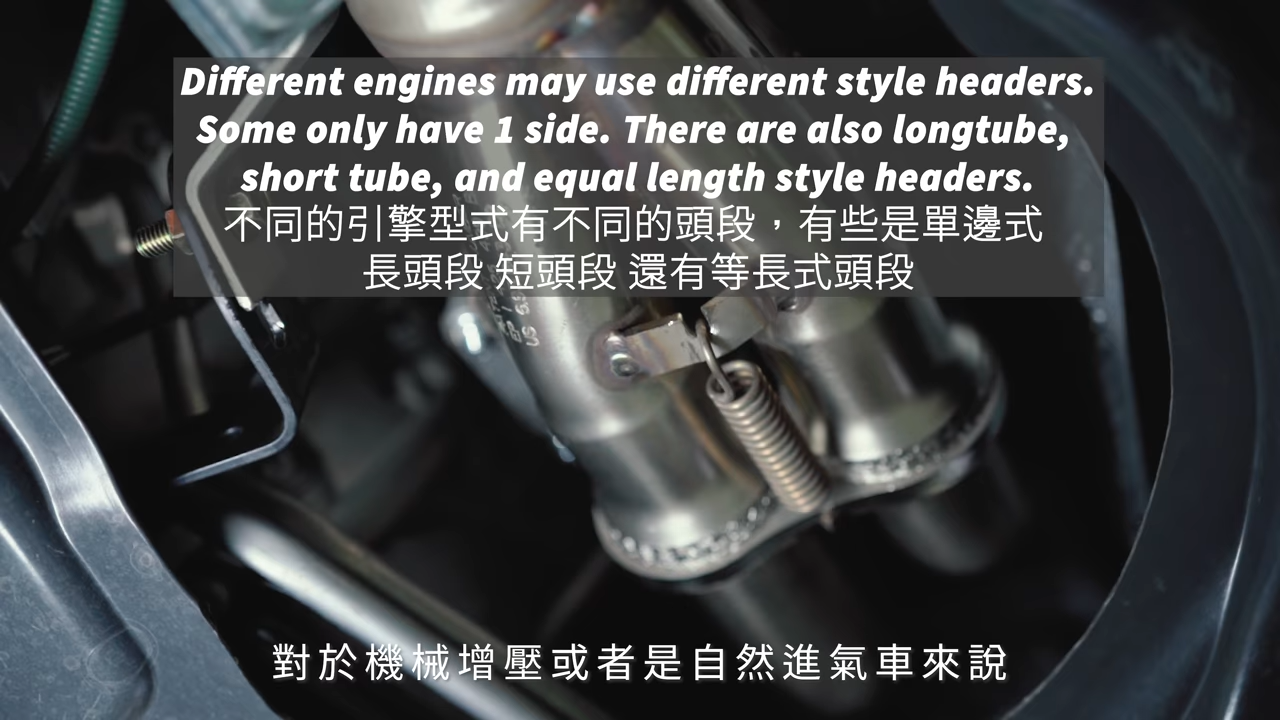 Different engines may use different style headers.
Some only have 1 side. There are also longtube,
short tube, and equal length style headers.
不同的引擎型式有不同的頭段，有些是單邊式
長頭段 短頭段 還有等長式頭段
對於機械增壓或者是自然進氣車來說